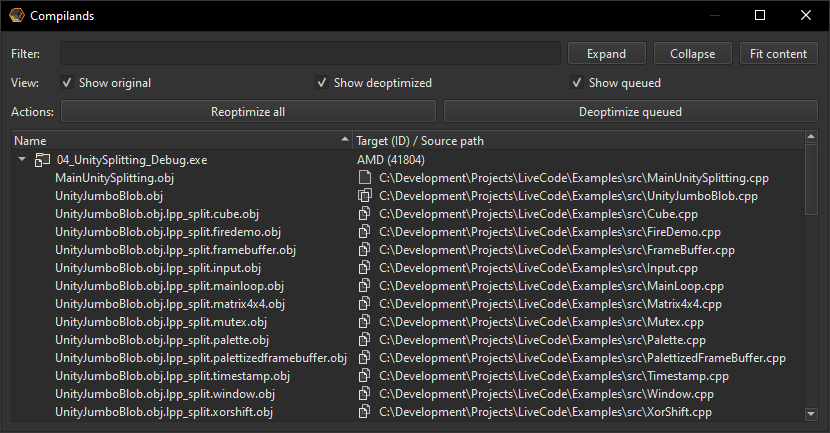 Compilands
Filter: Expand Collapse Fit content
View: Show original Show deoptimized Show queued
Actions: Reoptimize all Deoptimize queued
Name Target (ID) / Source path
04_UnitySplitting_Debug.exe AMD (41804)
MainUnitySplitting.obj C:\Development\Projects\LiveCode\Examples\src\MainUnitySplitting.cpp
UnityJumboBlob.obj C:\Development\Projects\LiveCode\Examples\src\UnityJumboBlob.cpp
UnityJumboBlob.obj.lpp_split.cube.obj C:\Development\Projects\LiveCode\Examples\src\Cube.cpp
UnityJumboBlob.obj.lpp_split.firedemo.obj C:\Development\Projects\LiveCode\Examples\src\FireDemo.cpp
UnityJumboBlob.obj.lpp_split.framebuffer.obj C:\Development\Projects\LiveCode\Examples\src\FrameBuffer.cpp
UnityJumboBlob.obj.lpp_split.input.obj C:\Development\Projects\LiveCode\Examples\src\Input.cpp
UnityJumboBlob.obj.lpp_split.mainloop.obj C:\Development\Projects\LiveCode\Examples\src\MainLoop.cpp
UnityJumboBlob.obj.lpp_split.matrix4x4.obj C:\Development\Projects\LiveCode\Examples\src\Matrix4x4.cpp
UnityJumboBlob.obj.lpp_split.mutex.obj C:\Development\Projects\LiveCode\Examples\src\Mutex.cpp
UnityJumboBlob.obj.lpp_split.palette.obj C:\Development\Projects\LiveCode\Examples\src\Palette.cpp
UnityJumboBlob.obj.lpp_split.palettizedframebuffer.obj C:\Development\Projects\LiveCode\Examples\src\PalettizedFrameBuffer.cpp
UnityJumboBlob.obj.lpp_split.timestamp.obj C:\Development\Projects\LiveCode\Examples\src\Timestamp.cpp
UnityJumboBlob.obj.lpp_split.window.obj C:\Development\Projects\LiveCode\Examples\src\Window.cpp
UnityJumboBlob.obj.lpp_split.xorshift.obj C:\Development\Projects\LiveCode\Examples\src\XorShift.cpp